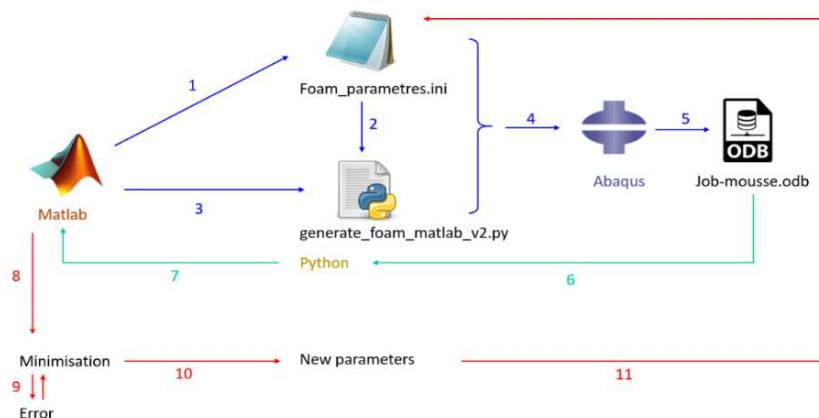 1
Foam_parametres.ini
2
4
5
ODB
Matlab
3
Abaqus
Job-mousse.odb
generate_foam_matlab_v2.py
Python
7
6
8
Minimisation
10
New parameters
11
9
Error